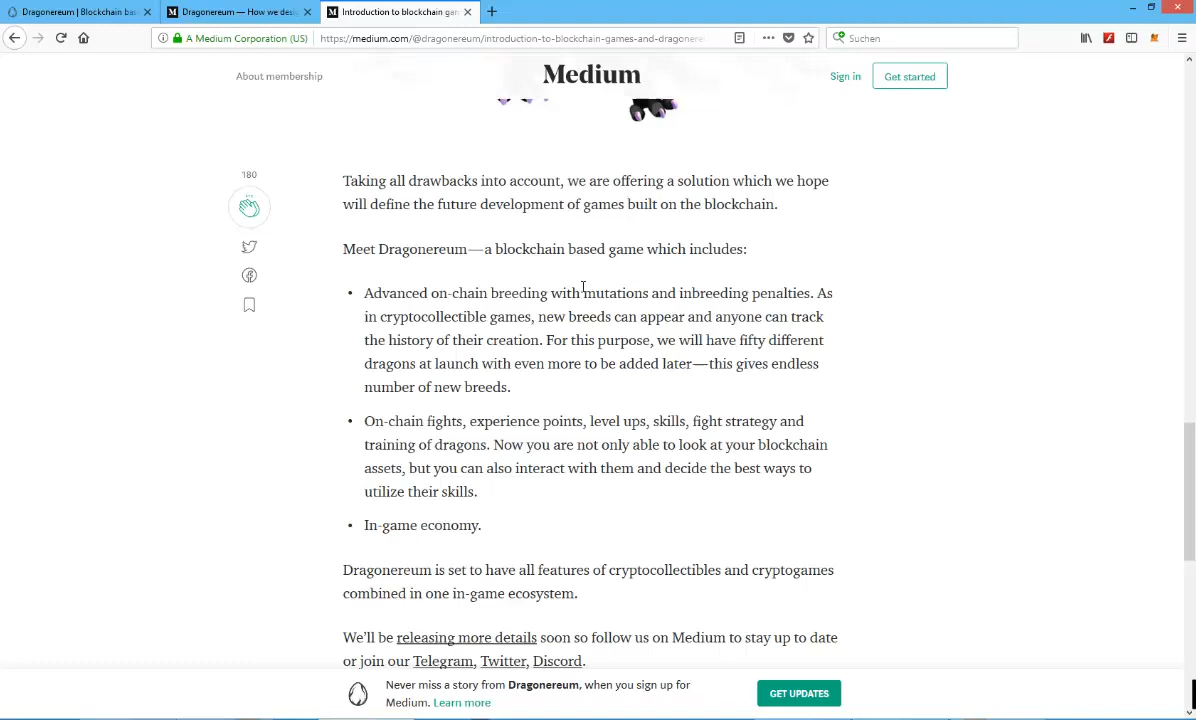 Dragonereum | Blockchain bas
Dragonereum — How we desi
Introduction to blockchain gam
A Medium Corporation (US)
https://medium.com/@dragonereum/introduction-to-blockchain-games-and-dragonere
Suchen
About membership
Medium
Sign in
Get started
180
Taking all drawbacks into account, we are offering a solution which we hope
will define the future development of games built on the blockchain.
Meet Dragonereum — a blockchain based game which includes:
• Advanced on-chain breeding with mutations and inbreeding penalties. As
in cryptocollectible games, new breeds can appear and anyone can track
the history of their creation. For this purpose, we will have fifty different
dragons at launch with even more to be added later — this gives endless
number of new breeds.
• On-chain fights, experience points, level ups, skills, fight strategy and
training of dragons. Now you are not only able to look at your blockchain
assets, but you can also interact with them and decide the best ways to
utilize their skills.
• In-game economy.
Dragonereum is set to have all features of cryptocollectibles and cryptogames
combined in one in-game ecosystem.
We’ll be releasing more details soon so follow us on Medium to stay up to date
or join our Telegram, Twitter, Discord.
Never miss a story from Dragonereum, when you sign up for
Medium. Learn more
GET UPDATES